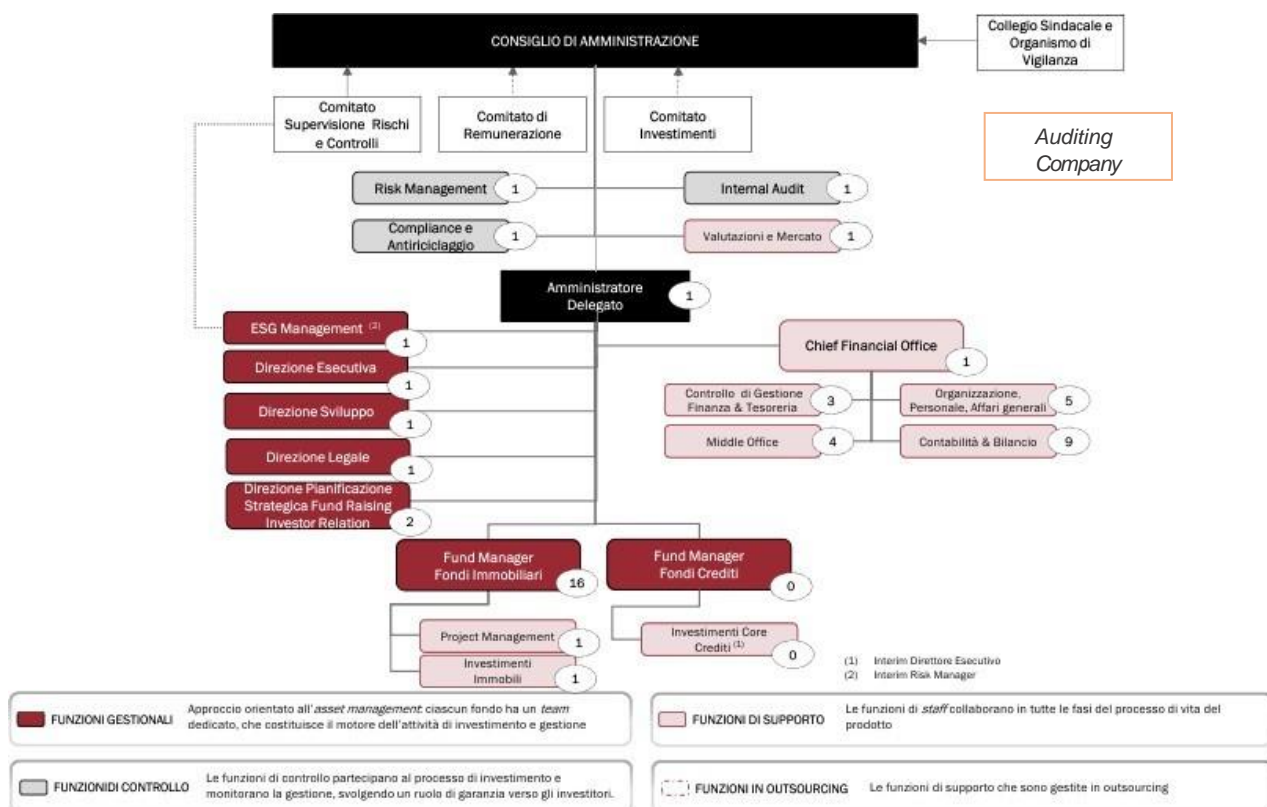 CONSIGLIO DI AMMINISTRAZIONE
Collegio Sindacale e
Organismo di
Vigilanza
Comitato
Supervisione Rischi
e Controlli
Comitato di
Remunerazione
Comitato
Investimenti
Auditing
Company
Risk Management
1
Internal Audit
1
Compliance e
Antiriciclaggio
1
Valutazioni e Mercato
1
Amministratore
Delegato
1
ESG Management (2)
1
Direzione Esecutiva
1
Direzione Sviluppo
1
Direzione Legale
1
Direzione Pianificazione
Strategica Fund Raising
Investor Relation
2
Chief Financial Office
1
Controllo di Gestione
Finanza & Tesoreria
3
Organizzazione,
Personale, Affari generali
5
Middle Office
4
Contabilità & Bilancio
9
Fund Manager
Fondi Immobiliari
16
Fund Manager
Fondi Crediti
0
Project Management
1
Investimenti
Immobili
1
Investimenti Core
Crediti (1)
0
(1) Interim Direttore Esecutivo
(2) Interim Risk Manager
FUNZIONI GESTIONALI
Approccio orientato all'asset management: ciascun fondo ha un team
dedicato, che costituisce il motore dell'attività di investimento e gestione
FUNZIONI DI SUPPORTO
Le funzioni di staff collaborano in tutte le fasi del processo di vita del
prodotto
FUNZIONIDI CONTROLLO
Le funzioni di controllo partecipano al processo di investimento e
monitorano la gestione, svolgendo un ruolo di garanzia verso gli investitori.
FUNZIONI IN OUTSOURCING
Le funzioni di supporto che sono gestite in outsourcing